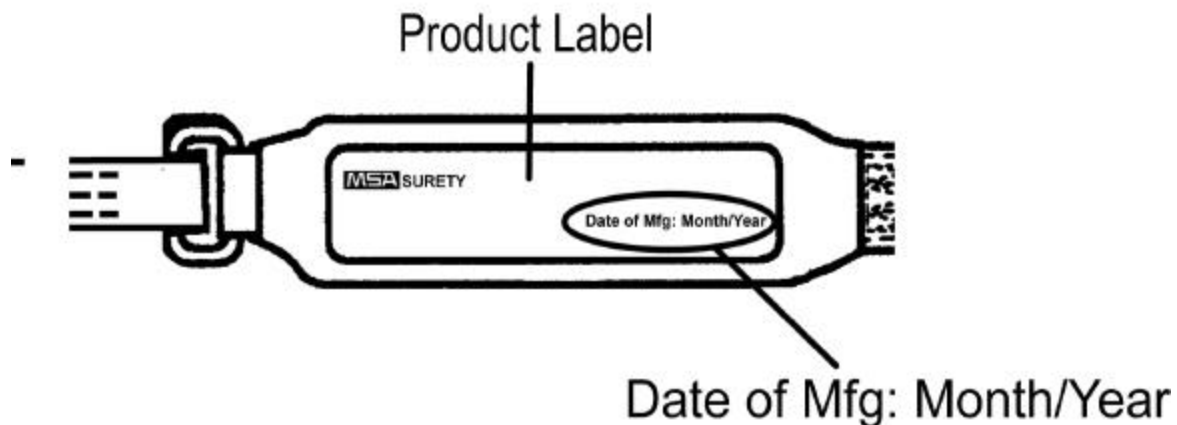 Product Label
MSA SURETY
Date of Mfg: Month/Year
Date of Mfg: Month/Year